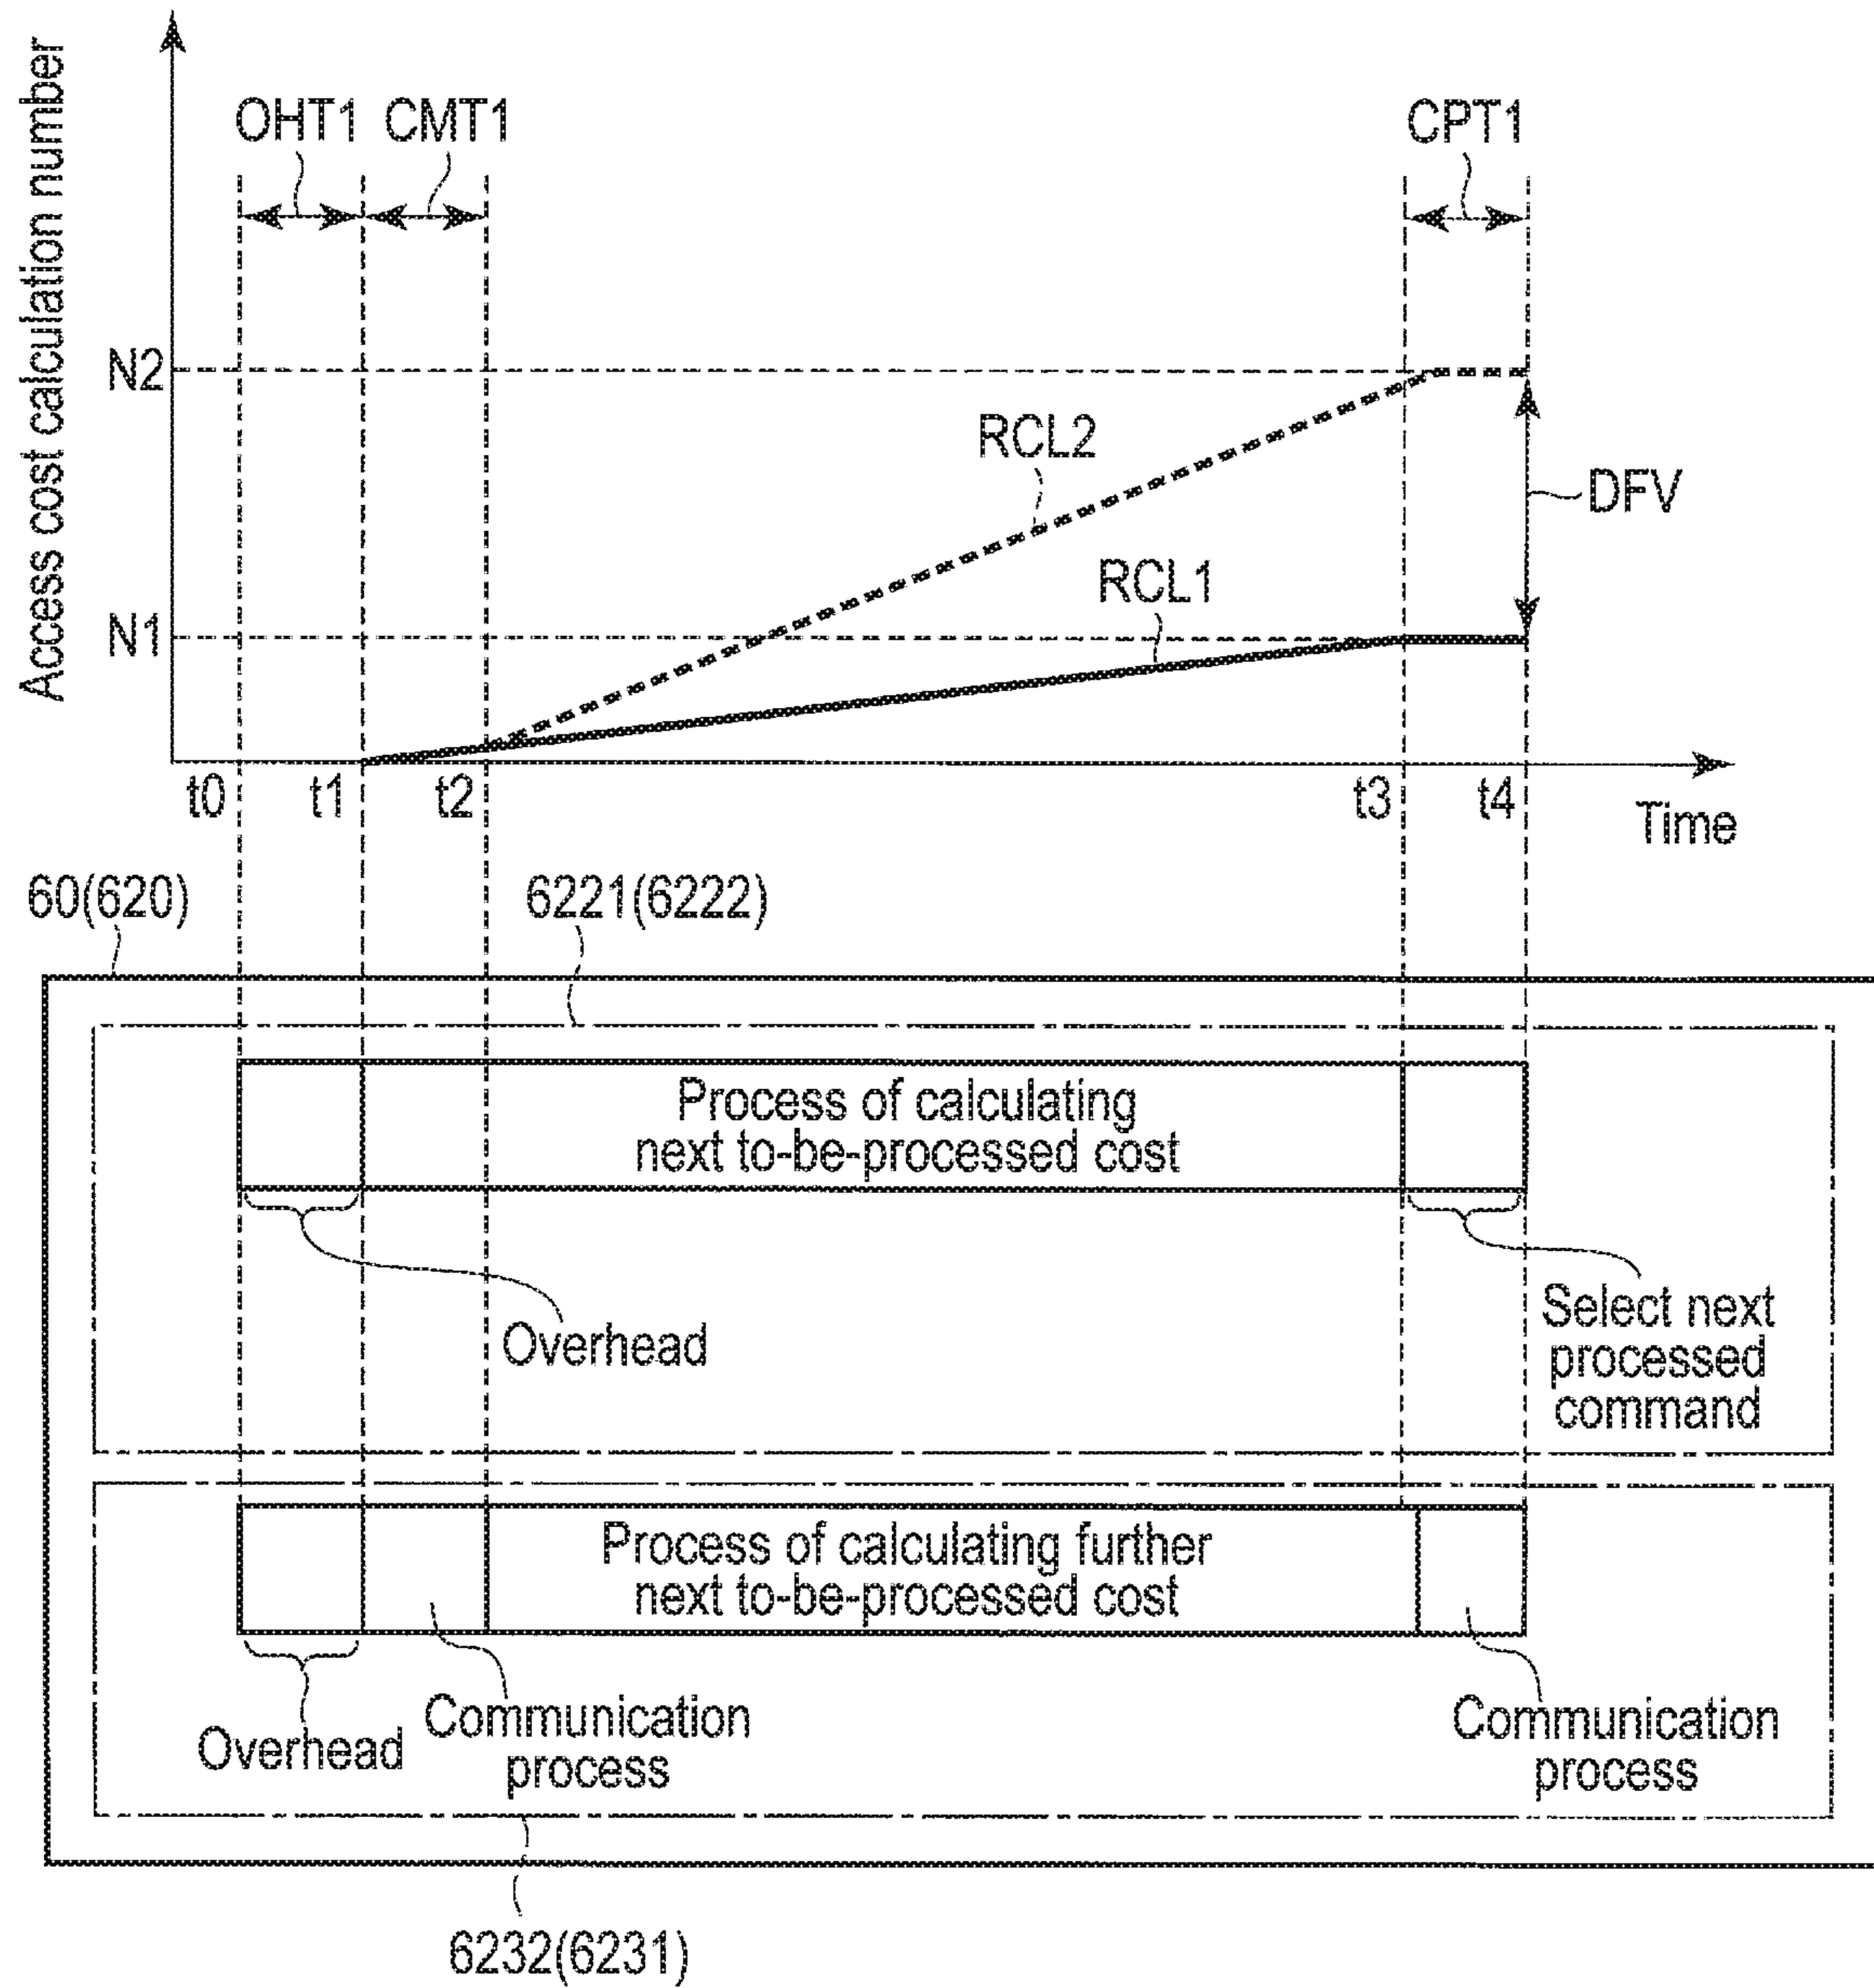 Access cost calculation number
OHT1 CMT1
CPT1
N2
RCL2
DFV
RCL1
N1
t0 t1 t2 t3 t4
Time
60(620)
6221(6222)
Process of calculating
next to-be-processed cost
Overhead
Select next
processed
command
Process of calculating further
next to-be-processed cost
Overhead
Communication
process
Communication
process
6232(6231)